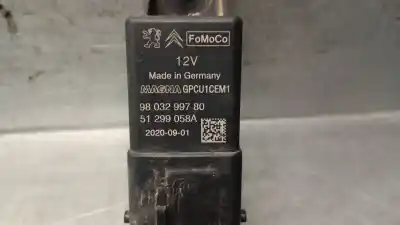 FoMoCo
12V
Made in Germany
MAGNA GPCU1CEM1
98 032 997 80
51 299 058A
2020-09-01